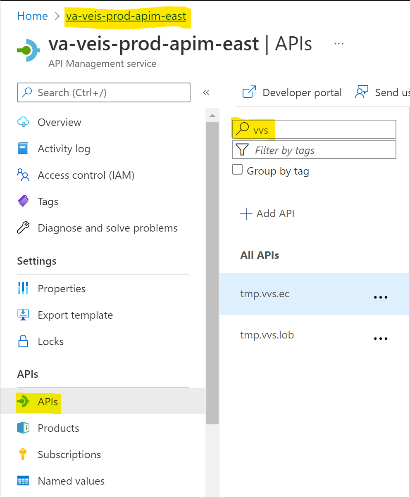 Home > va-veis-prod-apim-east
va-veis-prod-apim-east | APIs ...
API Management service
Search (Ctrl+/) «
Overview
Activity log
Access control (IAM)
Tags
Diagnose and solve problems
Settings
Properties
Export template
Locks
APIs
APIs
Products
Subscriptions
Named values
Developer portal Send us
vvs
Filter by tags
Group by tag
+ Add API
All APIs
tmp.vvs.ec ...
tmp.vvs.lob ...